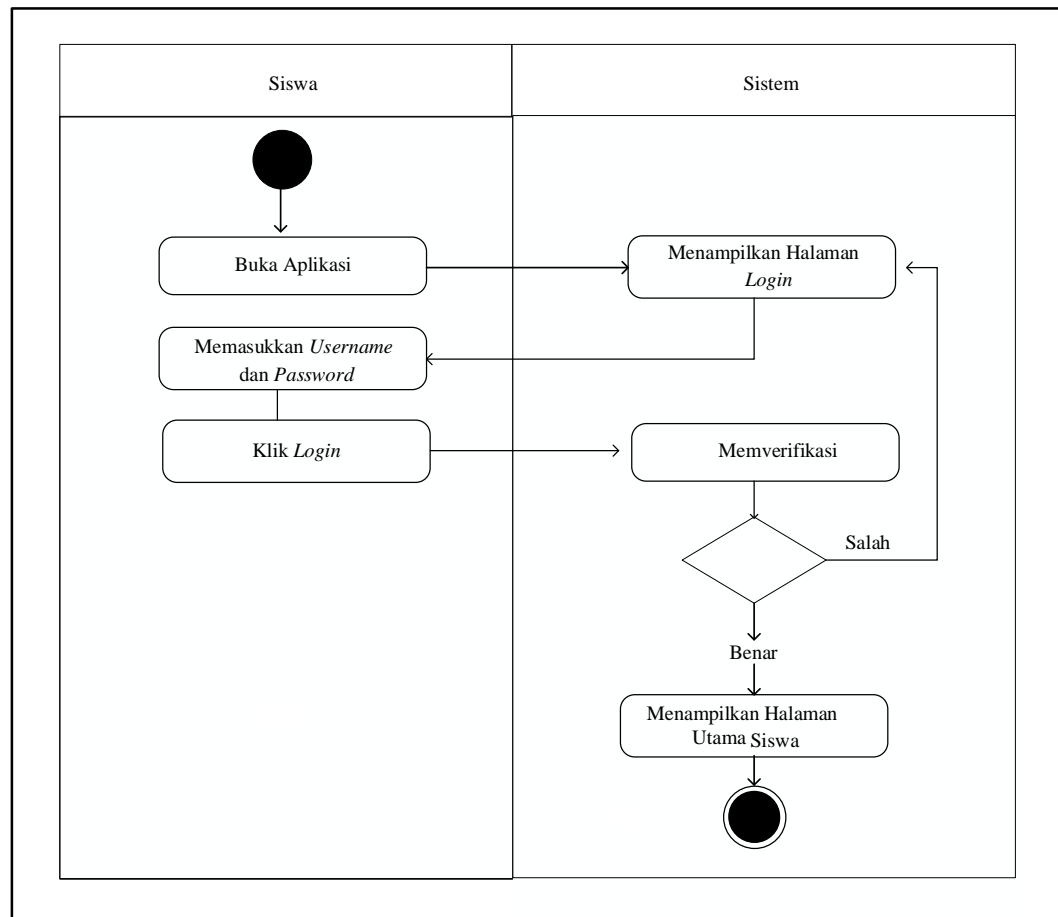 Siswa
Sistem
Buka Aplikasi
Menampilkan Halaman
Login
Memasukkan Username
dan Password
Klik Login
Memverifikasi
Salah
Benar
Menampilkan Halaman
Utama Siswa